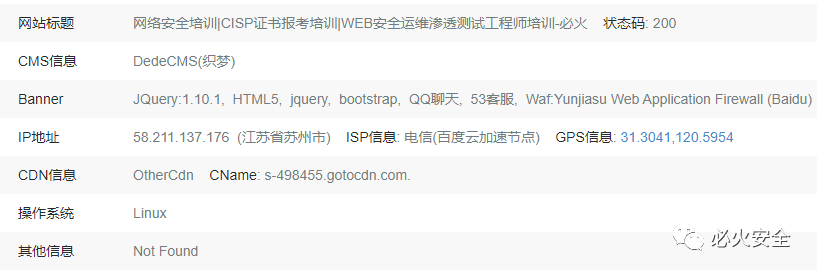 网站标题 网络安全培训|CISP证书报考培训|WEB安全运维渗透测试工程师培训-必火 状态码: 200
CMS信息 DedeCMS(织梦)
Banner JQuery:1.10.1, HTML5, jquery, bootstrap, QQ聊天, 53客服, Waf:Yunjiasu Web Application Firewall (Baidu)
IP地址 58.211.137.176 (江苏省苏州市) ISP信息: 电信(百度云加速节点) GPS信息: 31.3041,120.5954
CDN信息 OtherCdn CName: s-498455.gotocdn.com.
操作系统 Linux
必火安全
其他信息 Not Found